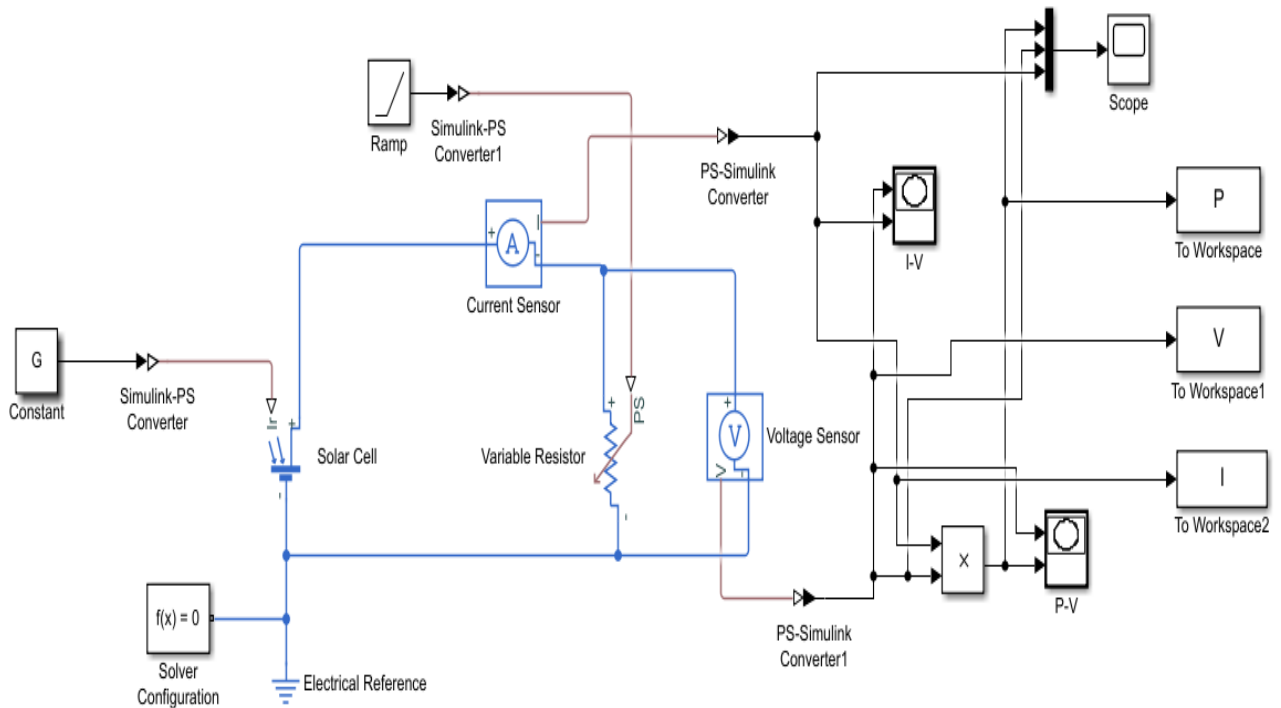 Scope
Ramp
Simulink-PS
Converter1
PS-Simulink
Converter
P
To Workspace
I
A
+
-
Current Sensor
I-V
V
To Workspace1
G
Constant
Simulink-PS
Converter
Ir
+
-
Solar Cell
+
PS
-
Variable Resistor
+
V
V
-
Voltage Sensor
I
To Workspace2
×
P-V
f(x) = 0
Solver
Configuration
PS-Simulink
Converter1
Electrical Reference